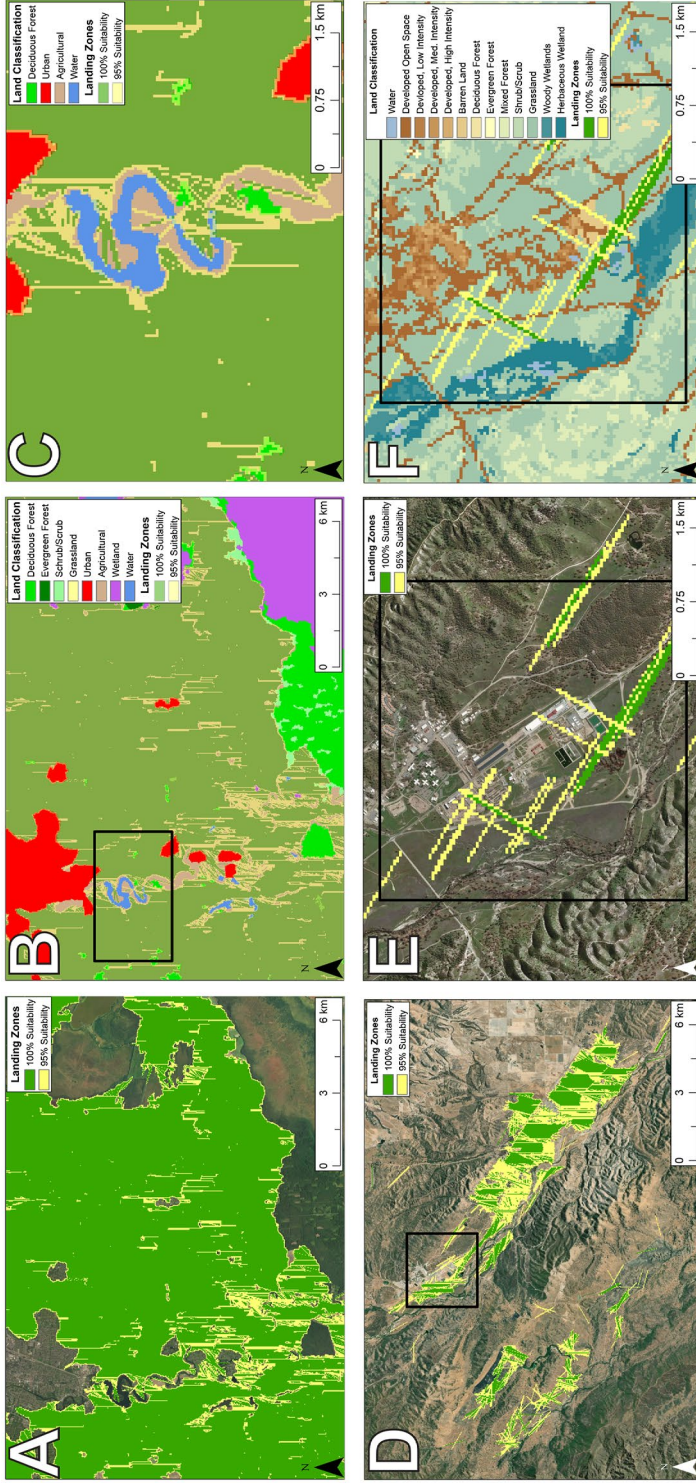 A
Landing Zones
100% Suitability
95% Suitability
N
0 3 6 km
B
Land Classification
Deciduous Forest
Evergreen Forest
Schrub/Scrub
Grassland
Urban
Agricultural
Wetland
Water
Landing Zones
100% Suitability
95% Suitability
N
0 3 6 km
C
Land Classification
Deciduous Forest
Urban
Agricultural
Water
Landing Zones
100% Suitability
95% Suitability
N
0 0.75 1.5 km
D
Landing Zones
100% Suitability
95% Suitability
N
0 3 6 km
E
Landing Zones
100% Suitability
95% Suitability
N
0 0.75 1.5 km
F
Land Classification
Water
Developed Open Space
Devloped, Low Intensity
Developed, Med. Intensity
Developed, High Intensity
Barren Land
Deciduous Forest
Evergreen Forest
Mixed Forest
Shrub/Scrub
Grassland
Woody Wetlands
Herbaceous Wetland
Landing Zones
100% Suitability
95% Suitability
N
0 0.75 1.5 km